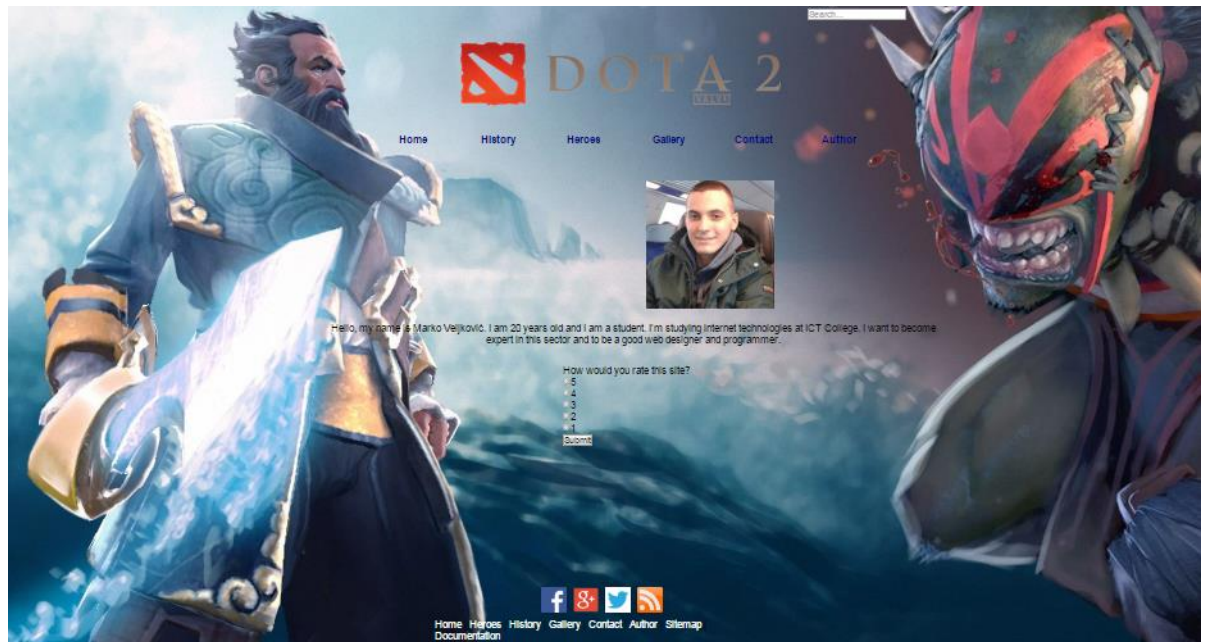 Search...
DOTA 2
VALVE
Home History Heroes Gallery Contact Author
Hello, my name is Marko Veljković. I am 20 years old and I am a student. I'm studying Internet technologies at ICT College. I want to become
expert in this sector and to be a good web designer and programmer.
How would you rate this site?
5
4
3
2
1
Submit
f g+
Home Heroes History Gallery Contact Author Sitemap
Documentation